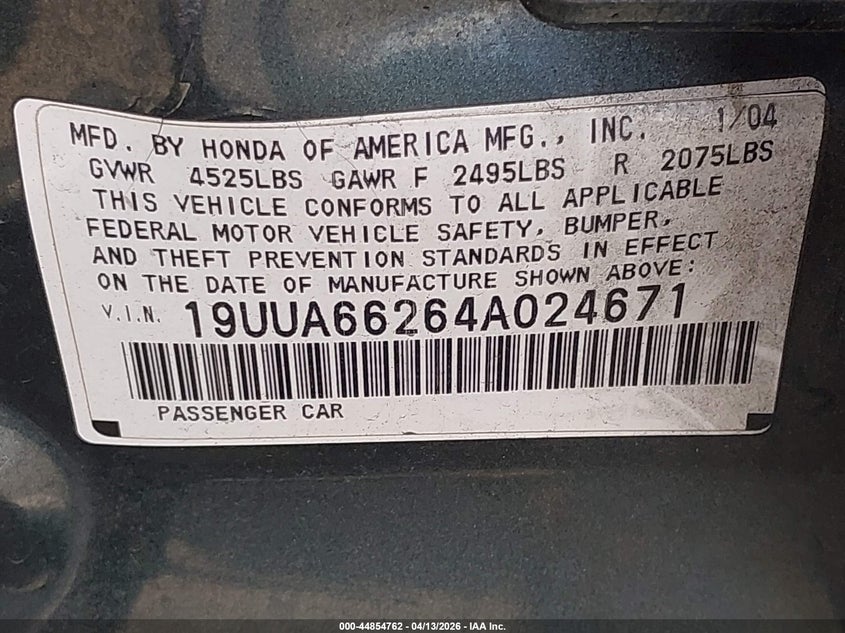 MFD. BY HONDA OF AMERICA MFG., INC. 1/04
GVWR 4525LBS GAWR F 2495LBS R 2075LBS
THIS VEHICLE CONFORMS TO ALL APPLICABLE
FEDERAL MOTOR VEHICLE SAFETY, BUMPER,
AND THEFT PREVENTION STANDARDS IN EFFECT
ON THE DATE OF MANUFACTURE SHOWN ABOVE:
V.I.N. 19UUA66264A024671
PASSENGER CAR
000-44854762 - 04/13/2026 - IAA Inc.